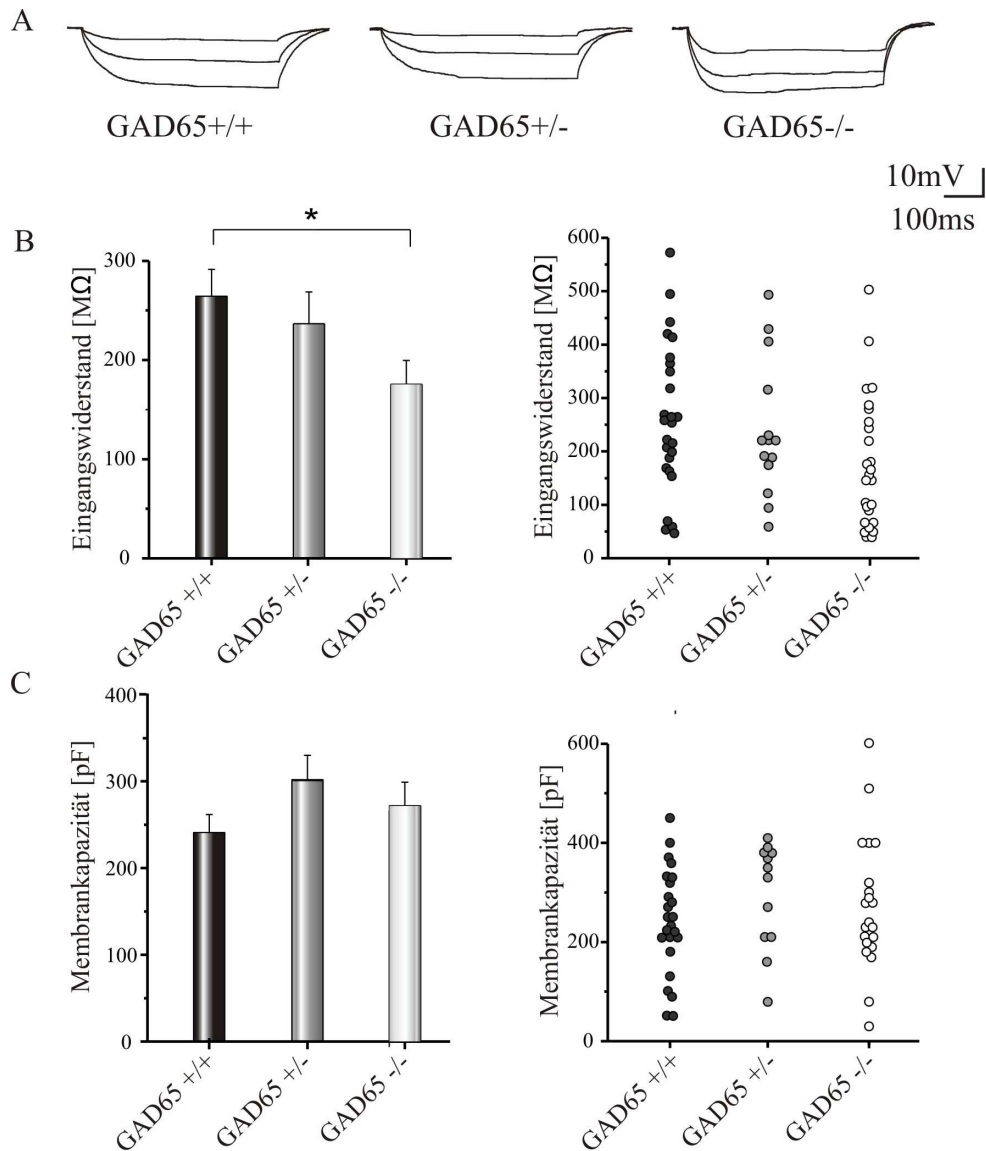 A
GAD65+/+
GAD65+/-
GAD65-/-
10mV
100ms
B
*
Eingangswiderstand [MΩ]
300
200
100
0
GAD65 +/+
GAD65 +/-
GAD65 -/-
Eingangswiderstand [MΩ]
600
500
400
300
200
100
0
GAD65 +/+
GAD65 +/-
GAD65 -/-
C
Membrankapazität [pF]
400
300
200
100
0
GAD65 +/+
GAD65 +/-
GAD65 -/-
Membrankapazität [pF]
600
400
200
0
GAD65 +/+
GAD65 +/-
GAD65 -/-